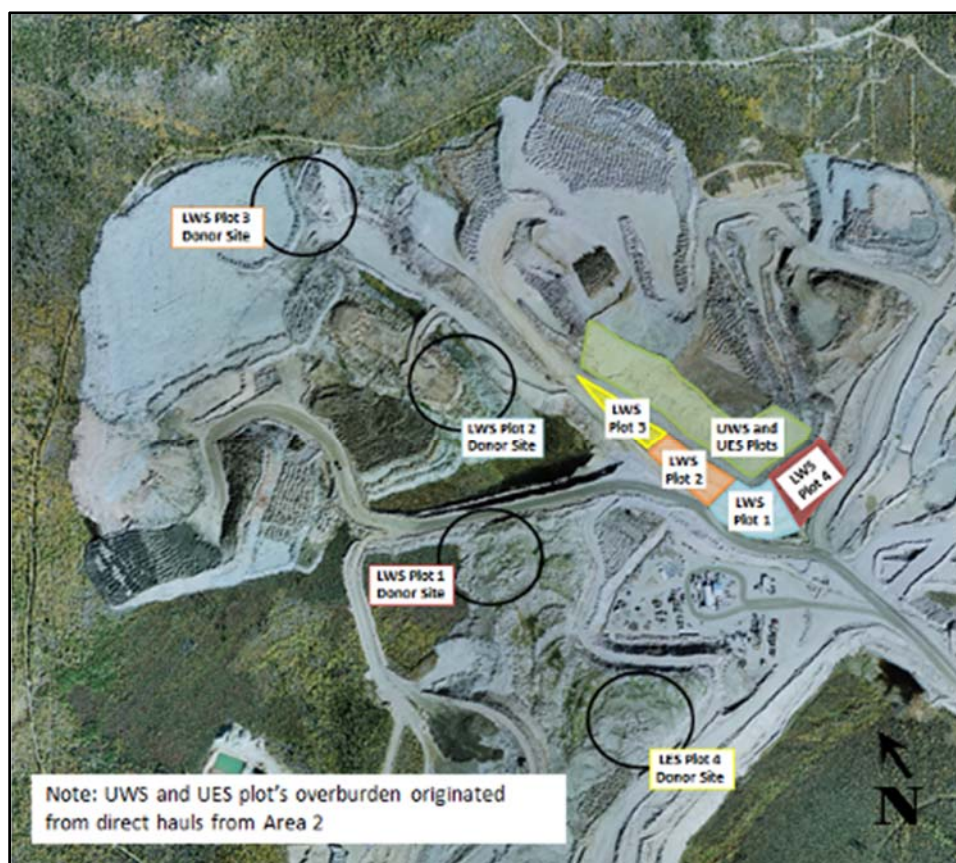 LWS Plot 3
Donor Site
LWS Plot 2
Donor Site
LWS
Plot 3
LWS
Plot 2
UWS and
UES Plots
LWS
Plot 4
LWS
Plot 1
LWS Plot 1
Donor Site
LES Plot 4
Donor Site
Note: UWS and UES plot's overburden originated
from direct hauls from Area 2
N